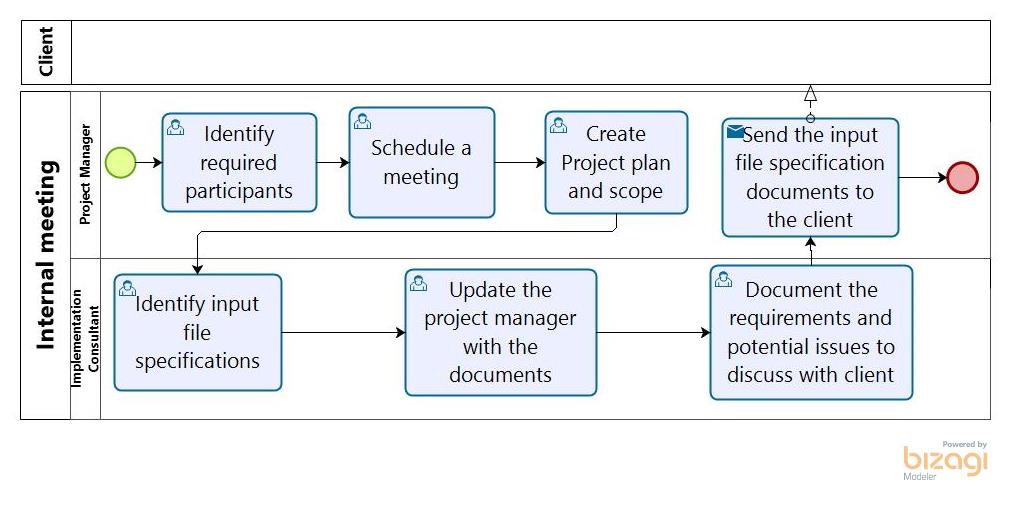 Client
Internal meeting
Project Manager
Identify
required
participants
Schedule a
meeting
Create
Project plan
and scope
Send the input
file specification
documents to
the client
Implementation
Consultant
Identify input
file
specifications
Update the
project manager
with the
documents
Document the
requirements and
potential issues to
discuss with client
Powered by
bizagi
Modeler